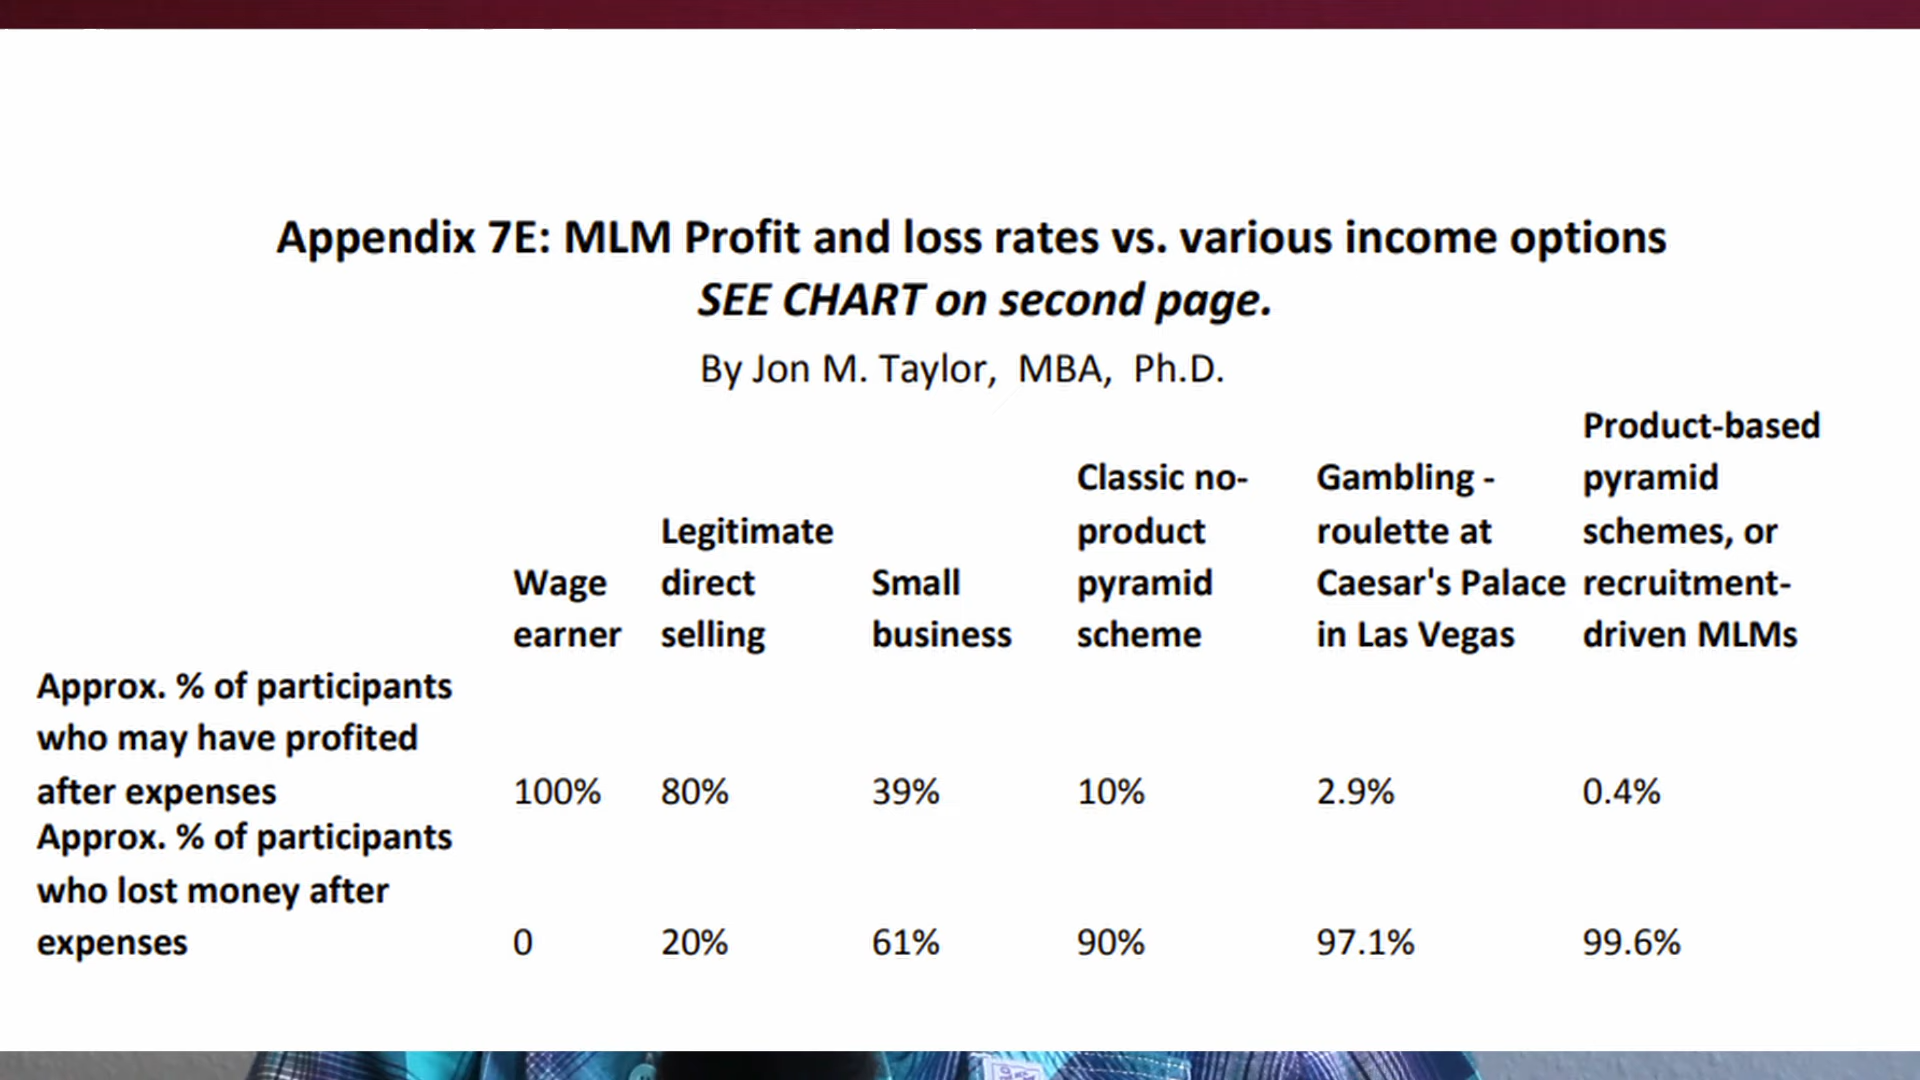 Appendix 7E: MLM Profit and loss rates vs. various income options
SEE CHART on second page.
By Jon M. Taylor, MBA, Ph.D.
Wage
earner
Legitimate
direct
selling
Small
business
Classic no-
product
pyramid
scheme
Gambling -
roulette at
Caesar's Palace
in Las Vegas
Product-based
pyramid
schemes, or
recruitment-
driven MLMs
Approx. % of participants
who may have profited
after expenses 100% 80% 39% 10% 2.9% 0.4%
Approx. % of participants
who lost money after
expenses 0 20% 61% 90% 97.1% 99.6%